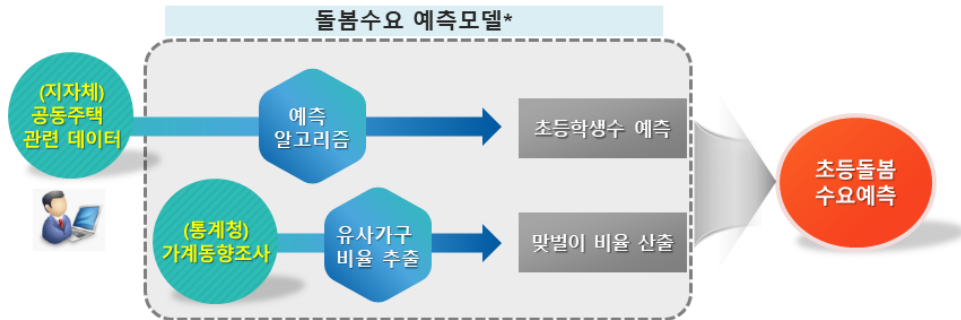 돌봄수요 예측모델*
(지자체)
공동주택
관련 데이터
예측
알고리즘
초등학생수 예측
(통계청)
가계동향조사
유사가구
비율 추출
맞벌이 비율 산출
초등돌봄
수요예측